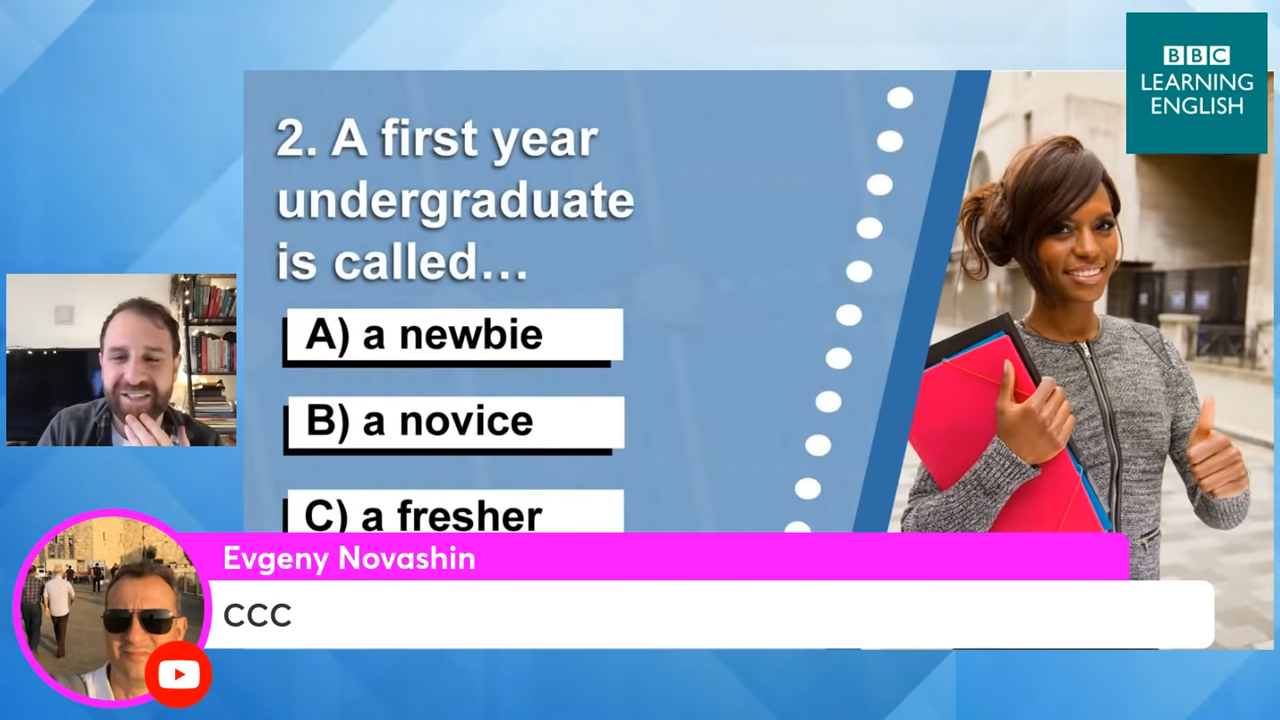 BBC
LEARNING
ENGLISH
2. A first year
undergraduate
is called...
A) a newbie
B) a novice
C) a fresher
Evgeny Novashin
CCC